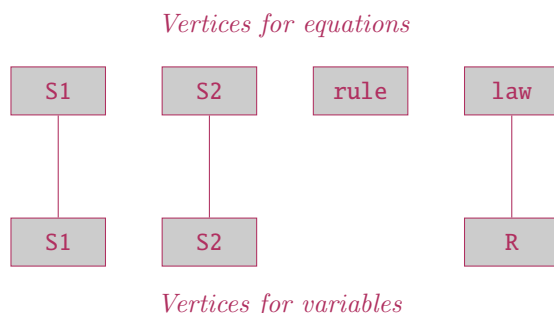 Vertices for equations
S1 S2 rule law
S1 S2 R
Vertices for variables